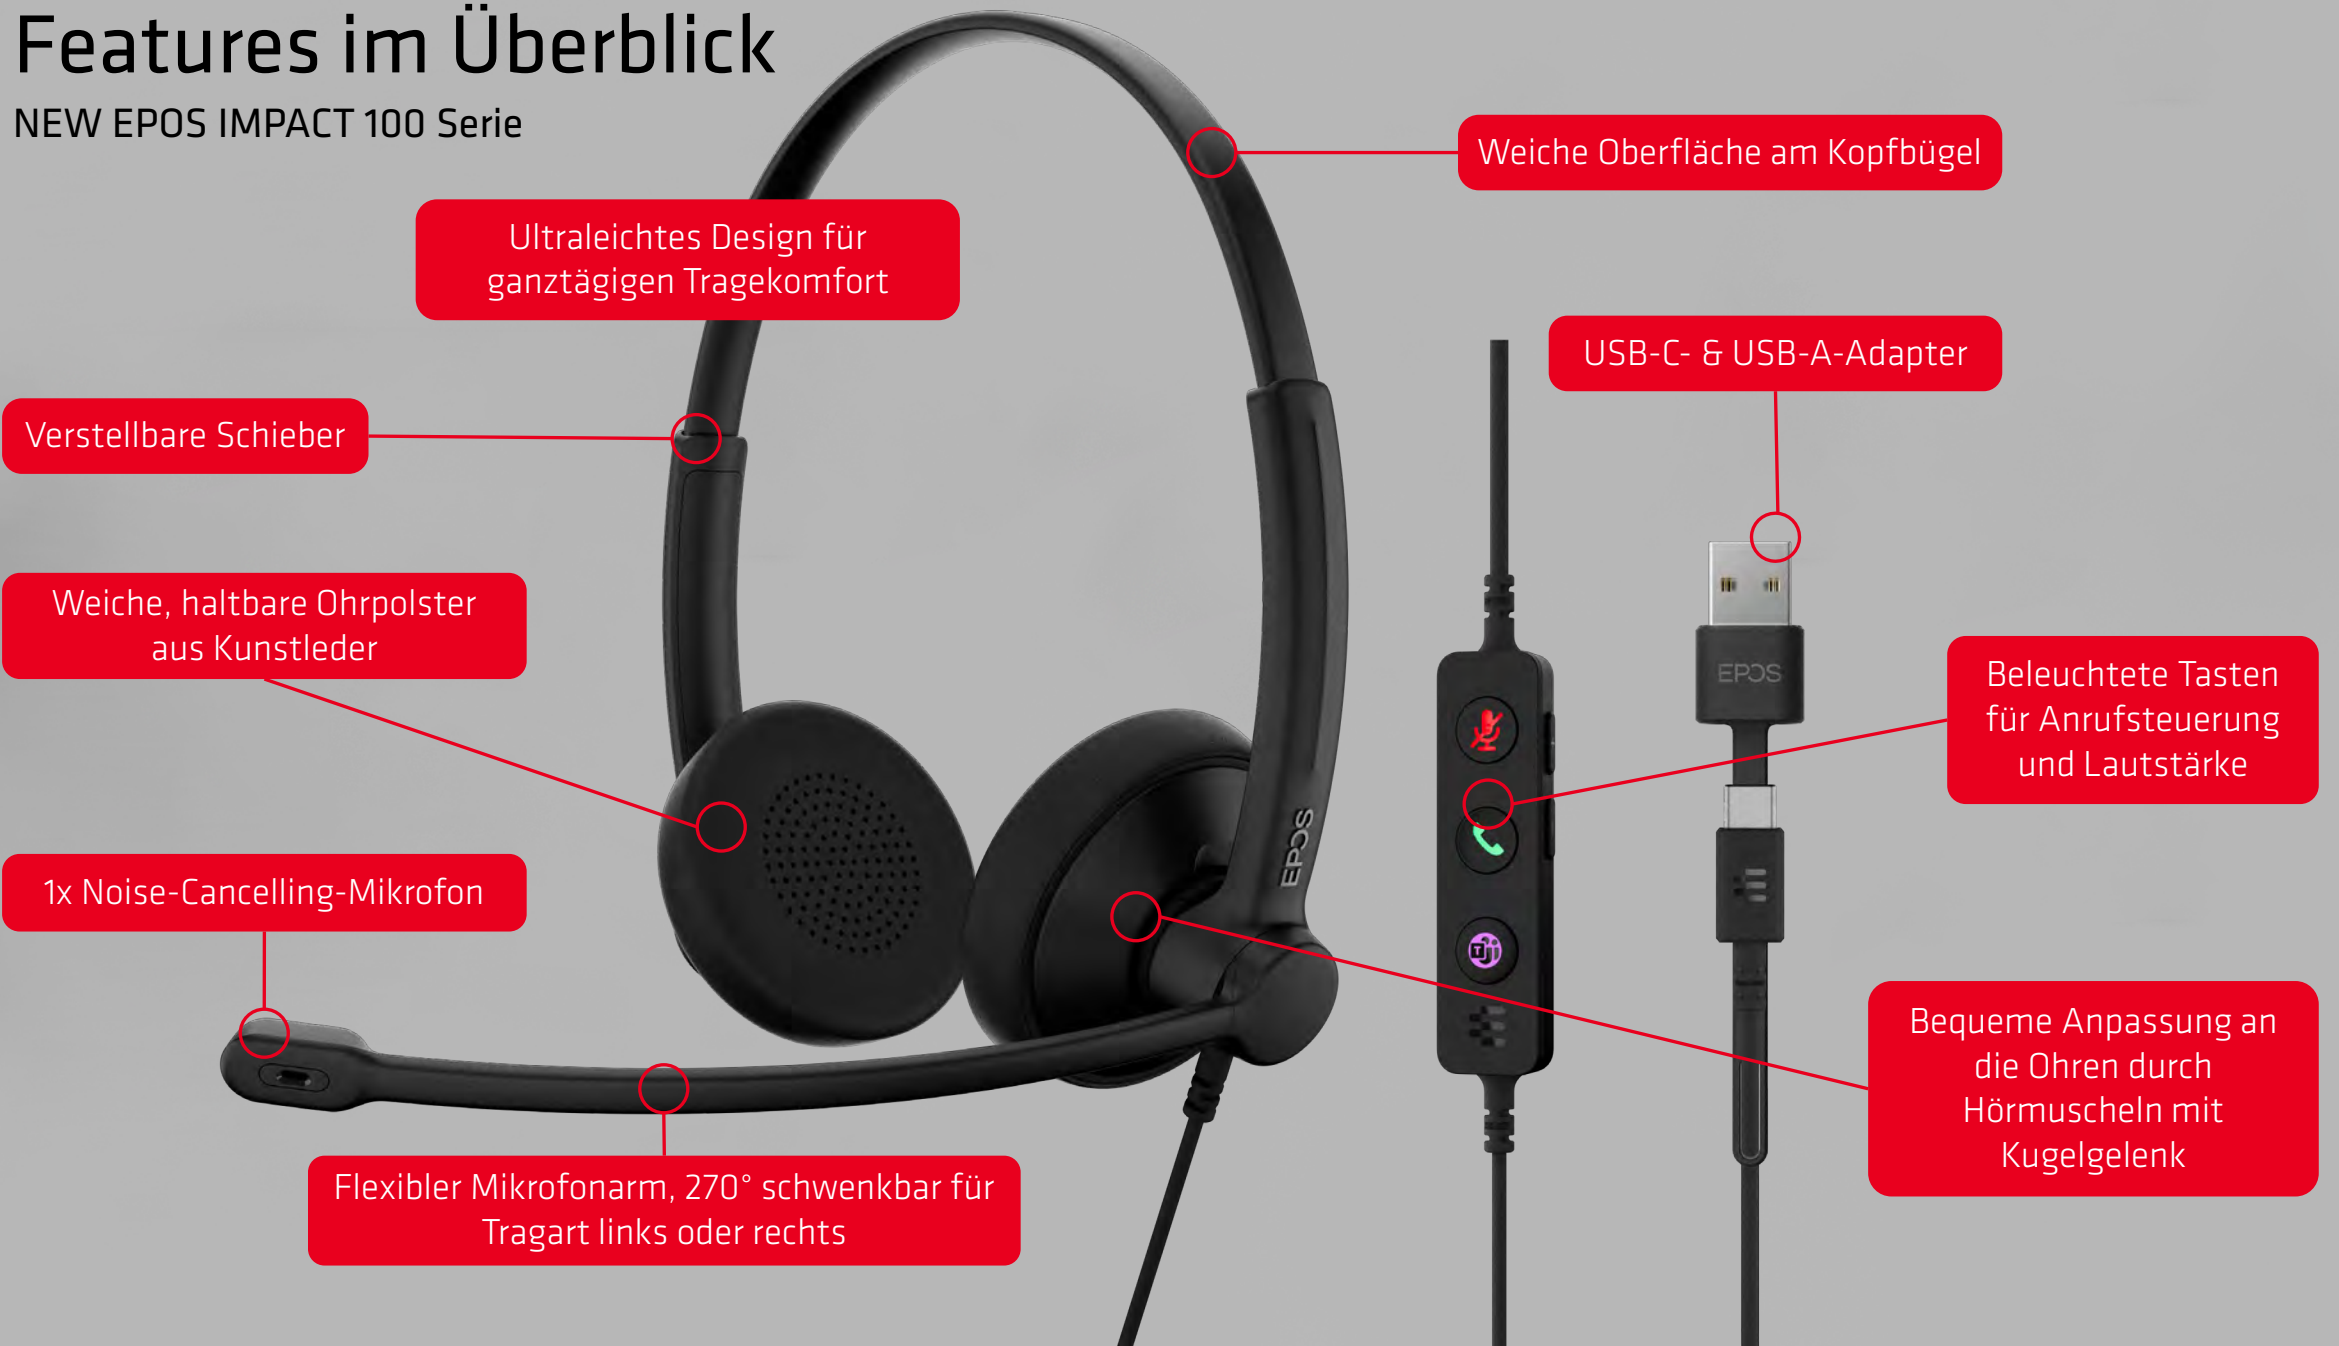 Features im Überblick
NEW EPOS IMPACT 100 Serie
Weiche Oberfläche am Kopfbügel
Ultraleichtes Design für
ganztägigen Tragekomfort
USB-C- & USB-A-Adapter
Verstellbare Schieber
Weiche, haltbare Ohrpolster
aus Kunstleder
Beleuchtete Tasten
für Anrufsteuerung
und Lautstärke
1x Noise-Cancelling-Mikrofon
Bequeme Anpassung an
die Ohren durch
Hörmuscheln mit
Kugelgelenk
Flexibler Mikrofonarm, 270° schwenkbar für
Tragart links oder rechts
EPOS
EPOS
T